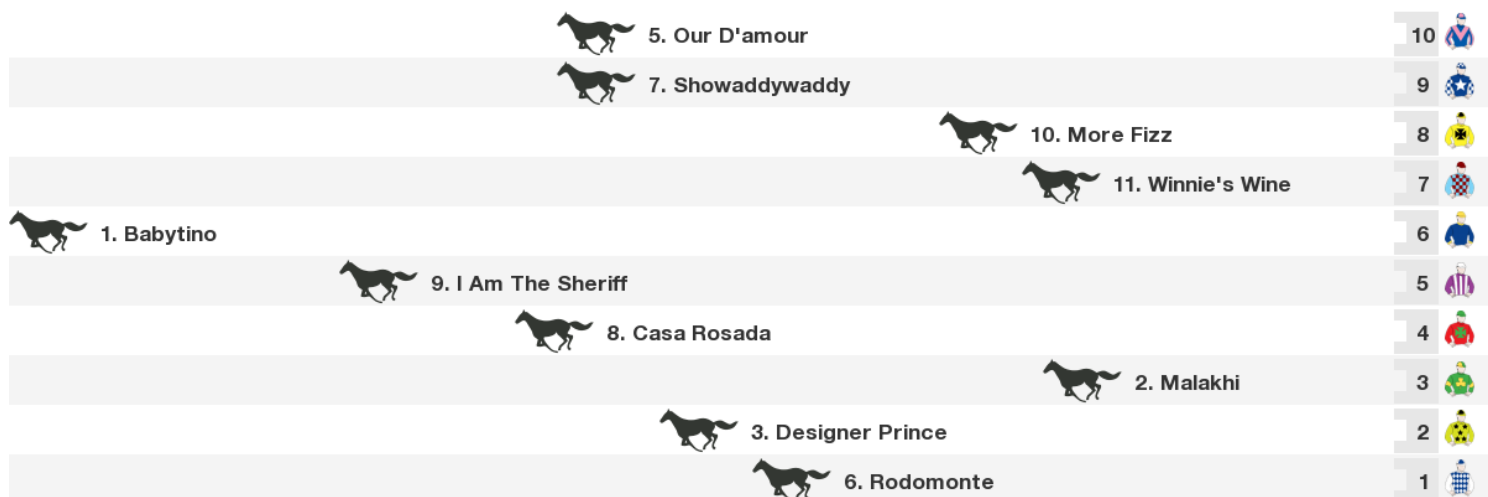 5. Our D'amour 10
7. Showaddywaddy 9
10. More Fizz 8
11. Winnie's Wine 7
1. Babytino 6
9. I Am The Sheriff 5
8. Casa Rosada 4
2. Malakhi 3
3. Designer Prince 2
6. Rodomonte 1